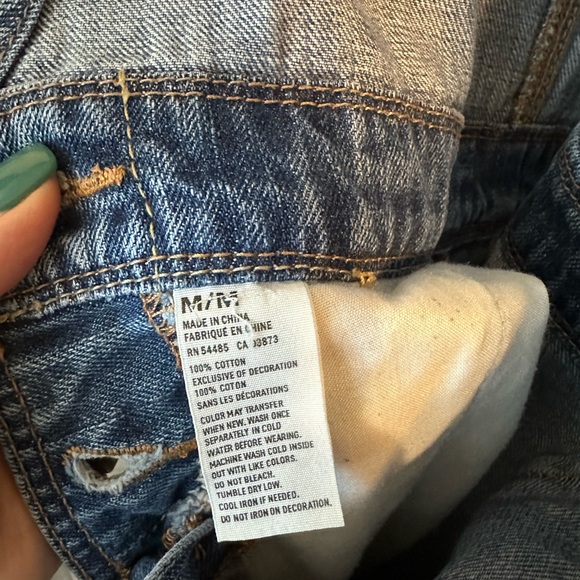 M/M
MADE IN CHINA
FABRIQUÉ EN CHINE
RN 54485 CA 03873
100% COTTON
EXCLUSIVE OF DECORATION
100% COTON
SANS LES DÉCORATIONS
COLOR MAY TRANSFER
WHEN NEW. WASH ONCE
SEPARATELY IN COLD
WATER BEFORE WEARING.
MACHINE WASH COLD INSIDE
OUT WITH LIKE COLORS.
DO NOT BLEACH.
TUMBLE DRY LOW.
COOL IRON IF NEEDED.
DO NOT IRON ON DECORATION.